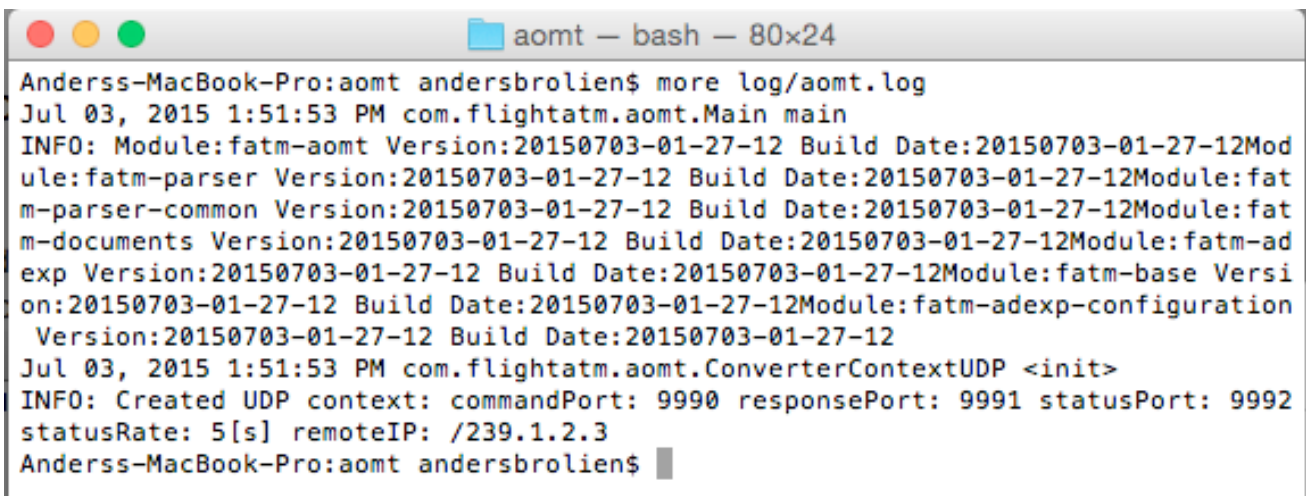 aomt — bash — 80×24
Anderss-MacBook-Pro:aomt andersbrolien$ more log/aomt.log
Jul 03, 2015 1:51:53 PM com.flightatm.aomt.Main main
INFO: Module:fatm-aomt Version:20150703-01-27-12 Build Date:20150703-01-27-12Mod
ule:fatm-parser Version:20150703-01-27-12 Build Date:20150703-01-27-12Module:fat
m-parser-common Version:20150703-01-27-12 Build Date:20150703-01-27-12Module:fat
m-documents Version:20150703-01-27-12 Build Date:20150703-01-27-12Module:fatm-ad
exp Version:20150703-01-27-12 Build Date:20150703-01-27-12Module:fatm-base Versi
on:20150703-01-27-12 Build Date:20150703-01-27-12Module:fatm-adexp-configuration
 Version:20150703-01-27-12 Build Date:20150703-01-27-12
Jul 03, 2015 1:51:53 PM com.flightatm.aomt.ConverterContextUDP <init>
INFO: Created UDP context: commandPort: 9990 responsePort: 9991 statusPort: 9992
statusRate: 5[s] remoteIP: /239.1.2.3
Anderss-MacBook-Pro:aomt andersbrolien$